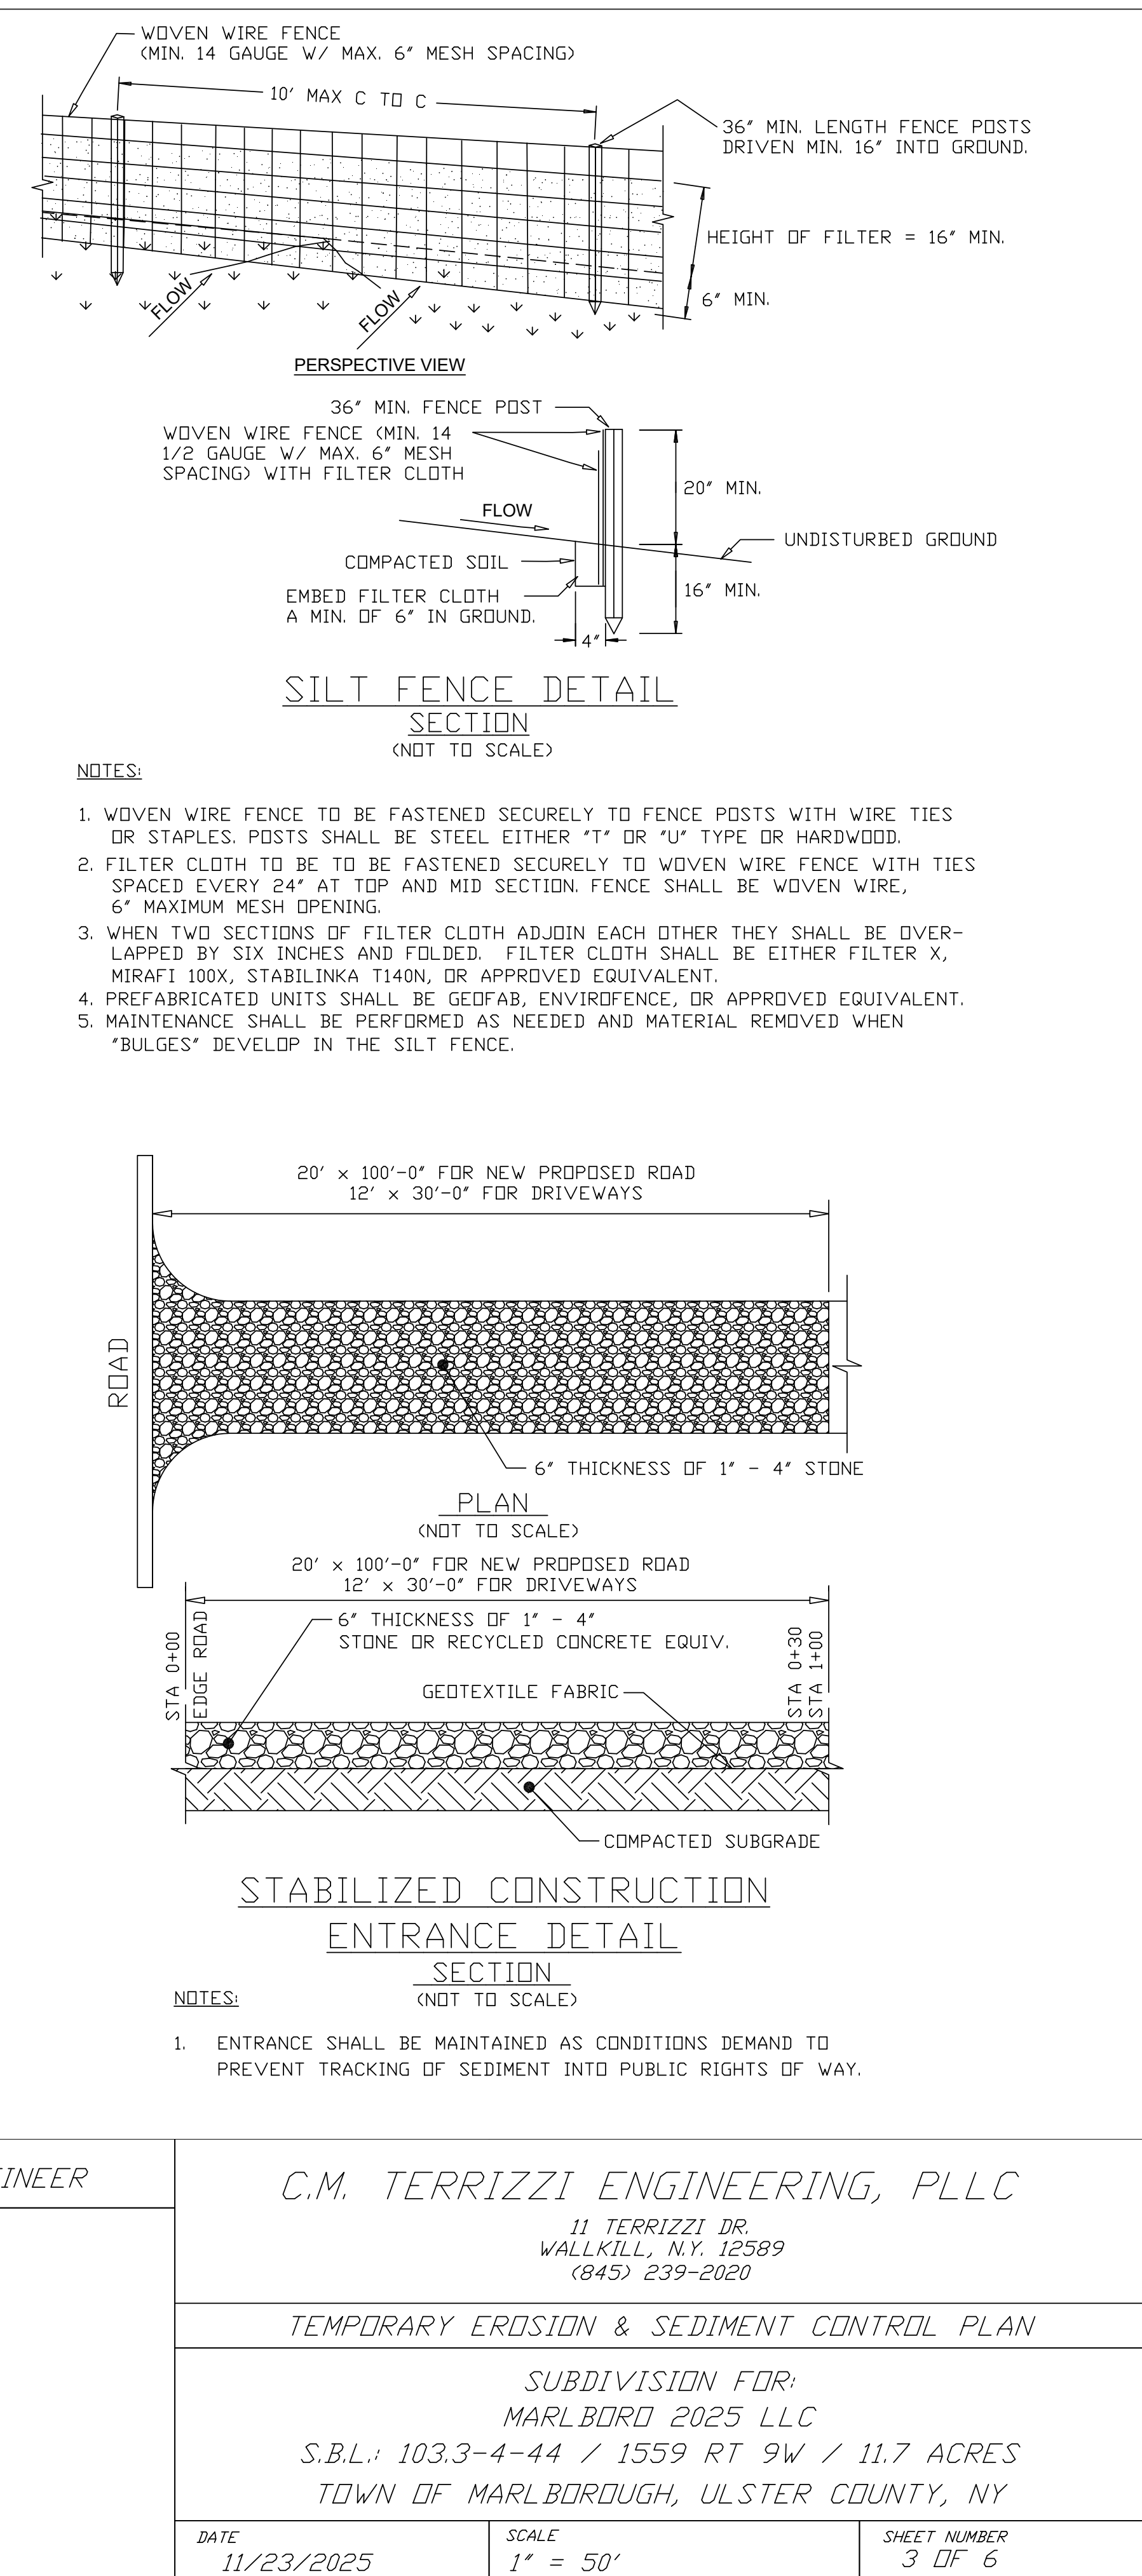 WOVEN WIRE FENCE
(MIN. 14 GAUGE W/ MAX. 6" MESH SPACING)
10' MAX C TO C
36" MIN. LENGTH FENCE POSTS
DRIVEN MIN. 16" INTO GROUND.
HEIGHT OF FILTER = 16" MIN.
6" MIN.
FLOW
FLOW
PERSPECTIVE VIEW
36" MIN. FENCE POST
WOVEN WIRE FENCE (MIN. 14
1/2 GAUGE W/ MAX. 6" MESH
SPACING) WITH FILTER CLOTH
20" MIN.
FLOW
UNDISTURBED GROUND
COMPACTED SOIL
EMBED FILTER CLOTH
A MIN. OF 6" IN GROUND.
16" MIN.
4"
SILT FENCE DETAIL
SECTION
(NOT TO SCALE)
NOTES:
1. WOVEN WIRE FENCE TO BE FASTENED SECURELY TO FENCE POSTS WITH WIRE TIES
OR STAPLES. POSTS SHALL BE STEEL EITHER "T" OR "U" TYPE OR HARDWOOD.
2. FILTER CLOTH TO BE TO BE FASTENED SECURELY TO WOVEN WIRE FENCE WITH TIES
SPACED EVERY 24" AT TOP AND MID SECTION. FENCE SHALL BE WOVEN WIRE,
6" MAXIMUM MESH OPENING.
3. WHEN TWO SECTIONS OF FILTER CLOTH ADJOIN EACH OTHER THEY SHALL BE OVER-
LAPPED BY SIX INCHES AND FOLDED. FILTER CLOTH SHALL BE EITHER FILTER X,
MIRAFI 100X, STABILINKA T140N, OR APPROVED EQUIVALENT.
4. PREFABRICATED UNITS SHALL BE GEOFAB, ENVIROFENCE, OR APPROVED EQUIVALENT.
5. MAINTENANCE SHALL BE PERFORMED AS NEEDED AND MATERIAL REMOVED WHEN
"BULGES" DEVELOP IN THE SILT FENCE.
20' x 100'-0" FOR NEW PROPOSED ROAD
12' x 30'-0" FOR DRIVEWAYS
ROAD
6" THICKNESS OF 1" - 4" STONE
PLAN
(NOT TO SCALE)
20' x 100'-0" FOR NEW PROPOSED ROAD
12' x 30'-0" FOR DRIVEWAYS
STA 0+00
EDGE ROAD
6" THICKNESS OF 1" - 4"
STONE OR RECYCLED CONCRETE EQUIV.
STA 0+30
STA 1+00
GEOTEXTILE FABRIC
COMPACTED SUBGRADE
STABILIZED CONSTRUCTION
ENTRANCE DETAIL
SECTION
(NOT TO SCALE)
NOTES:
1. ENTRANCE SHALL BE MAINTAINED AS CONDITIONS DEMAND TO
PREVENT TRACKING OF SEDIMENT INTO PUBLIC RIGHTS OF WAY.
INEER
C.M. TERRIZZI ENGINEERING, PLLC
11 TERRIZZI DR.
WALLKILL, N.Y. 12589
(845) 239-2020
TEMPORARY EROSION & SEDIMENT CONTROL PLAN
SUBDIVISION FOR:
MARLBORO 2025 LLC
S.B.L.: 103.3-4-44 / 1559 RT 9W / 11.7 ACRES
TOWN OF MARLBOROUGH, ULSTER COUNTY, NY
DATE
11/23/2025
SCALE
1" = 50'
SHEET NUMBER
3 OF 6